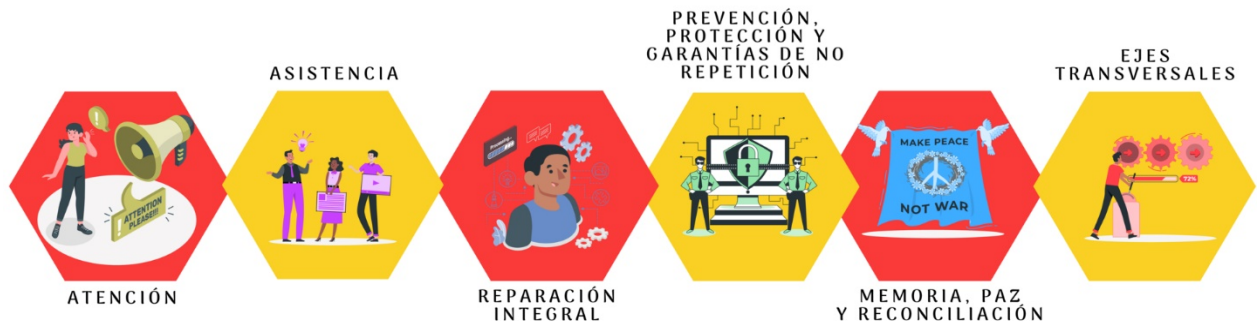 ATENCIÓN
ASISTENCIA
REPARACIÓN
INTEGRAL
PREVENCIÓN,
PROTECCIÓN Y
GARANTÍAS DE NO
REPETICIÓN
MEMORIA, PAZ
Y RECONCILIACIÓN
EJES
TRANSVERSALES
ATTENTION
PLEASE!!!
MAKE PEACE
NOT WAR
73%